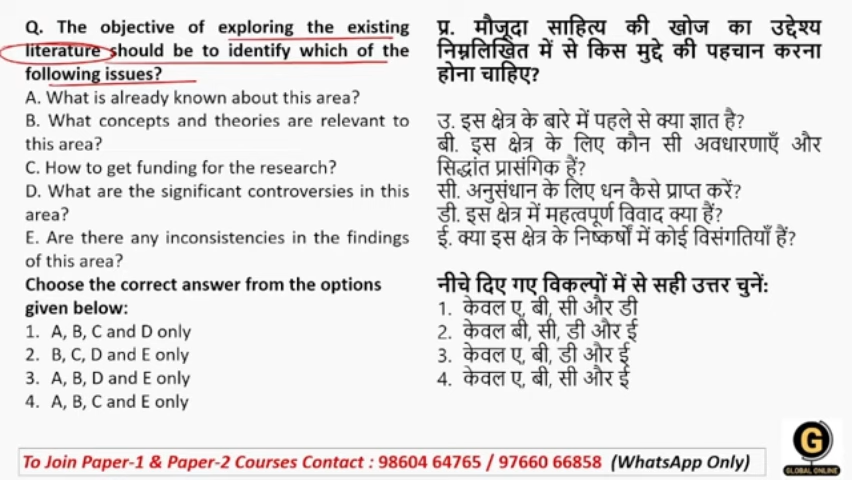 Q. The objective of exploring the existing
literature should be to identify which of the
following issues?
A. What is already known about this area?
B. What concepts and theories are relevant to
this area?
C. How to get funding for the research?
D. What are the significant controversies in this
area?
E. Are there any inconsistencies in the findings
of this area?
Choose the correct answer from the options
given below:
1. A, B, C and D only
2. B, C, D and E only
3. A, B, D and E only
4. A, B, C and E only
प्र. मौजूदा साहित्य की खोज का उद्देश्य
निम्नलिखित में से किस मुद्दे की पहचान करना
होना चाहिए?
उ. इस क्षेत्र के बारे में पहले से क्या ज्ञात है?
बी. इस क्षेत्र के लिए कौन सी अवधारणाएँ और
सिद्धांत प्रासंगिक हैं?
सी. अनुसंधान के लिए धन कैसे प्राप्त करें?
डी. इस क्षेत्र में महत्वपूर्ण विवाद क्या हैं?
ई. क्या इस क्षेत्र के निष्कर्षों में कोई विसंगतियाँ हैं?
नीचे दिए गए विकल्पों में से सही उत्तर चुनें:
1. केवल ए, बी, सी और डी
2. केवल बी, सी, डी और ई
3. केवल ए, बी, डी और ई
4. केवल ए, बी, सी और ई
G
GLOBAL ONLINE
To Join Paper-1 & Paper-2 Courses Contact : 98604 64765 / 97660 66858 (WhatsApp Only)